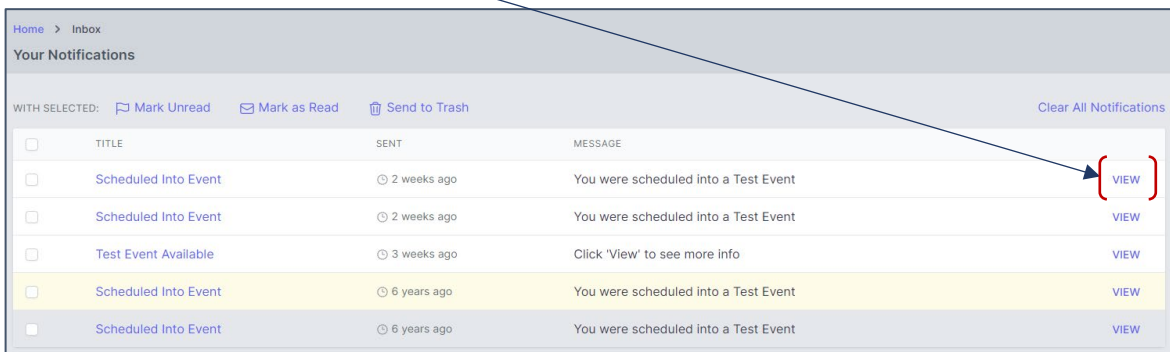 Home > Inbox
Your Notifications
WITH SELECTED: Mark Unread Mark as Read Send to Trash Clear All Notifications
TITLE SENT MESSAGE
Scheduled Into Event 2 weeks ago You were scheduled into a Test Event VIEW
Scheduled Into Event 2 weeks ago You were scheduled into a Test Event VIEW
Test Event Available 3 weeks ago Click 'View' to see more info VIEW
Scheduled Into Event 6 years ago You were scheduled into a Test Event VIEW
Scheduled Into Event 6 years ago You were scheduled into a Test Event VIEW